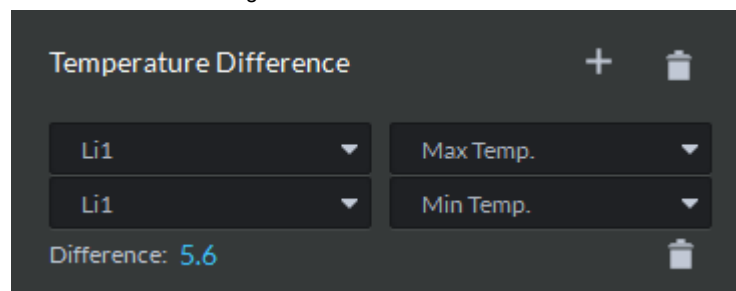 Temperature Difference
Li1 Max Temp.
Li1 Min Temp.
Difference: 5.6